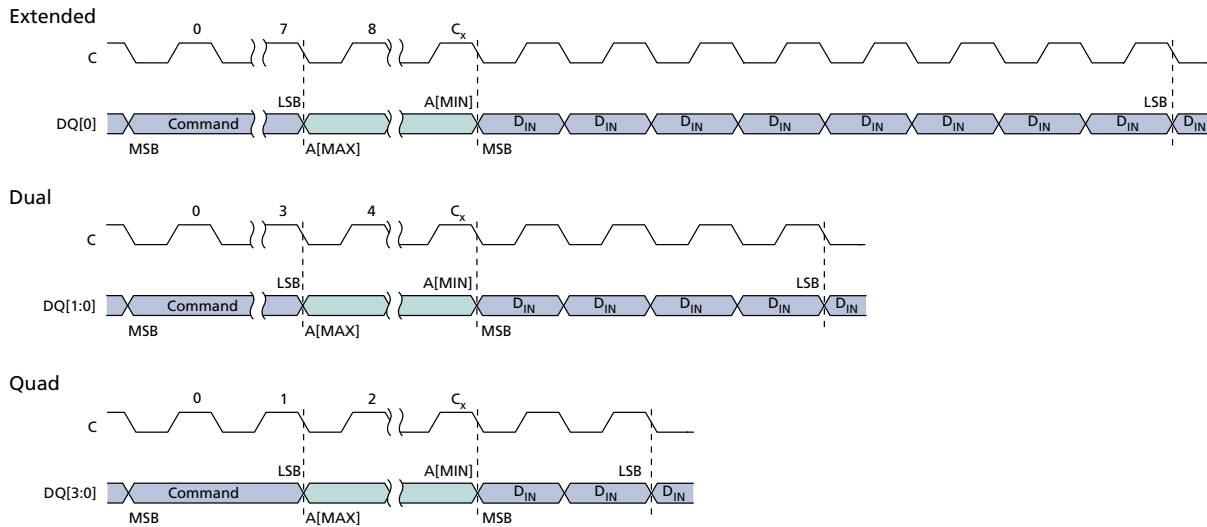 Extended
0 7 8 Cx
C
LSB A[MIN] LSB
DQ[0] Command DIN DIN DIN DIN DIN DIN DIN DIN DIN
MSB A[MAX] MSB
Dual
0 3 4 Cx
C
LSB A[MIN] LSB
DQ[1:0] Command DIN DIN DIN DIN DIN
MSB A[MAX] MSB
Quad
0 1 2 Cx
C
LSB A[MIN] LSB
DQ[3:0] Command DIN DIN DIN
MSB A[MAX] MSB